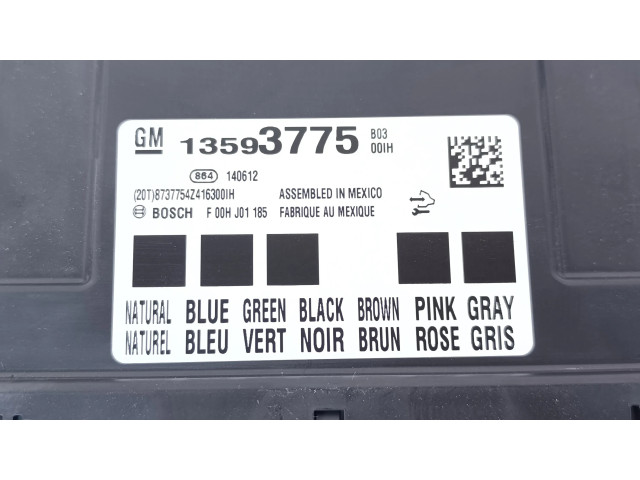 GM 13593775 B03
00IH
864 140612
(20T)8737754Z416300IH ASSEMBLED IN MEXICO
BOSCH F 00H J01 185 FABRIQUE AU MEXIQUE
NATURAL BLUE GREEN BLACK BROWN PINK GRAY
NATUREL BLEU VERT NOIR BRUN ROSE GRIS